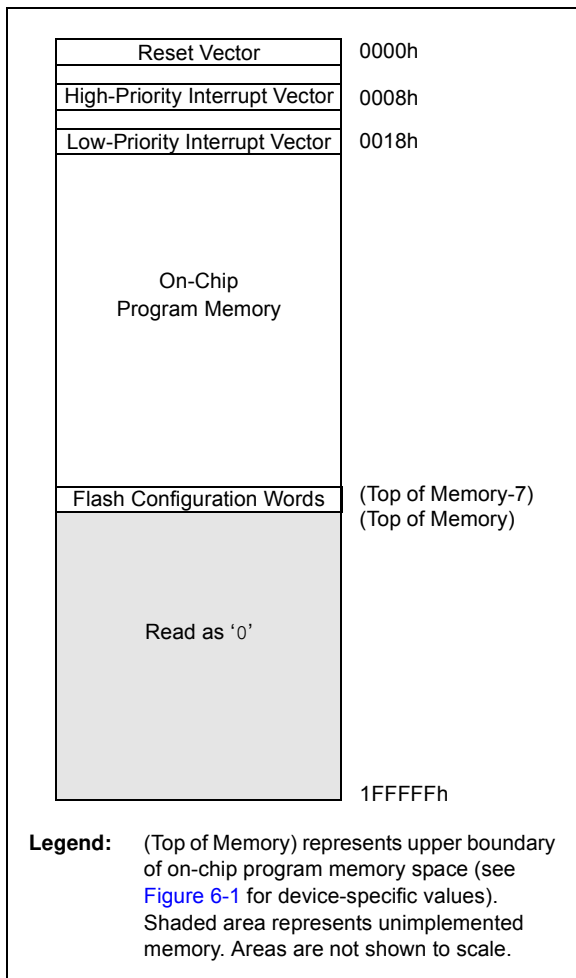 Reset Vector 0000h
High-Priority Interrupt Vector 0008h
Low-Priority Interrupt Vector 0018h
On-Chip
Program Memory
Flash Configuration Words (Top of Memory-7)
(Top of Memory)
Read as ‘0’
1FFFFFh
Legend: (Top of Memory) represents upper boundary
of on-chip program memory space (see
Figure 6-1 for device-specific values).
Shaded area represents unimplemented
memory. Areas are not shown to scale.